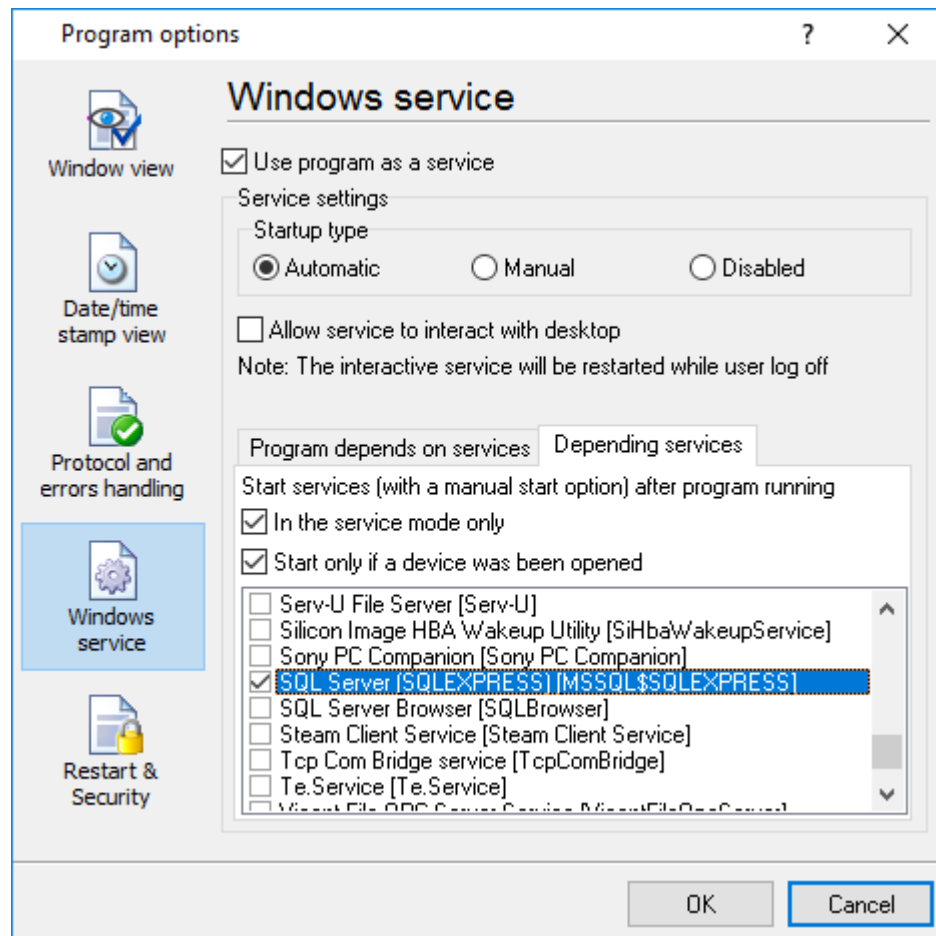 Program options
?
Window view
Date/time
stamp view
Protocol and
errors handling
Windows
service
Restart &
Security
Windows service
Use program as a service
Service settings
Startup type
Automatic
Manual
Disabled
Allow service to interact with desktop
Note: The interactive service will be restarted while user log off
Program depends on services
Depending services
Start services (with a manual start option) after program running
In the service mode only
Start only if a device was been opened
Serv-U File Server [Serv-U]
Silicon Image HBA Wakeup Utility [SiHbaWakeupService]
Sony PC Companion [Sony PC Companion]
SQL Server (SQLEXPRESS) [MSSQL$SQLEXPRESS]
SQL Server Browser [SQLBrowser]
Steam Client Service [Steam Client Service]
Tcp Com Bridge service [TcpComBridge]
Te.Service [Te.Service]
OK
Cancel